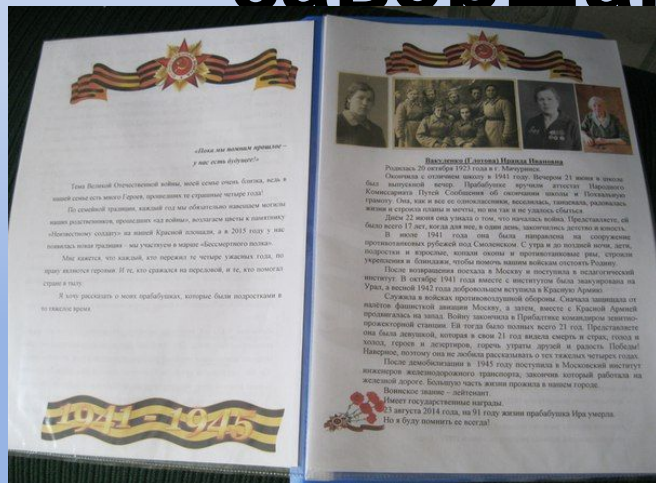 «Пока мы помним прошлое –
у нас есть будущее!»
Тема Великой Отечественной войны, моей семье очень близка, ведь в
нашей семье есть много Героев, прошедших те страшные четыре года!
По семейной традиции, каждый год мы обязательно навещаем могилы
наших родственников, прошедших «ад войны», возлагаем цветы к памятнику
«Неизвестному солдату» на нашей Красной площади, а в 2015 году у нас
появилась новая традиция – мы участвуем в марше «Бессмертного полка».
Мне кажется, что каждый, кто пережил те четыре ужасных года, по
праву является героями И те, кто сражался на передовой, и те, кто помогал
стране в тылу.
Я хочу рассказать о моих прабабушках, которые были подростками в
то тяжелое время.
1941 - 1945
Вакуленко (Глотова) Ираида Ивановна
Родилась 20 октября 1923 года в г. Мичуринск.
Окончила с отличием школу в 1941 году. Вечером 21 июня в школе
был выпускной вечер. Прабабушке вручили аттестат Народного
Комиссариата Путей Сообщения об окончании школы и Похвальную
грамоту. Она, как и все ее одноклассники, веселилась, танцевала, радовалась
жизни и строила планы и мечты, но им так и не удалось сбыться
Днем 22 июня она узнала о том, что началась война. Представляете, ей
было всего 17 лет, когда для нее, в один день, закончились детство и юность.
В июле 1941 года она была направлена на сооружение
противотанковых рубежей под Смоленском. С утра и до поздней ночи, дети,
подростки и взрослые, копали окопы и противотанковые рвы, строили
укрепления и блиндажи, чтобы помочь нашим войскам отстоять Родину.
После возвращения поехала в Москву и поступила в педагогический
институт. В октябре 1941 года вместе с институтом была эвакуирована на
Урал, а весной 1942 года добровольцем вступила в Красную Армию
Служила в войсках противовоздушной обороны. Сначала защищала от
налётов фашисткой авиации Москву, а затем, вместе с Красной Армией
продвигалась на запад. Войну закончила в Прибалтике командиром зенитно-
прожекторной станции. Ей тогда было полных всего 21 год. Представляете
она была девушкой, которая в свои 21 год видела смерть и страх, голод и
холод, героев и дезертиров, горечь утраты друзей и радость Победы!
Наверное, поэтому она не любила рассказывать о тех тяжелых четырех годах.
После демобилизации в 1945 году поступила в Московский институт
инженеров железнодорожного транспорта, закончив который работала на
железной дороге. Большую часть жизни прожила в нашем городе.
Воинское звание – лейтенант.
Имеет государственные награды.
23 августа 2014 года, на 91 году жизни прабабушка Ира умерла.
Но я буду помнить ее всегда!